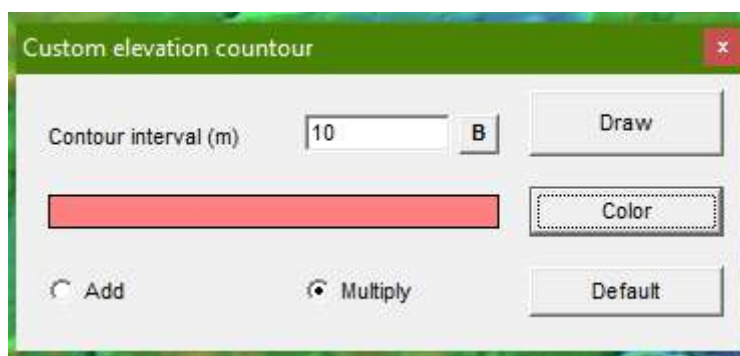 Custom elevation countour
x
Contour interval (m) 10 B Draw
Color
Add Multiply Default